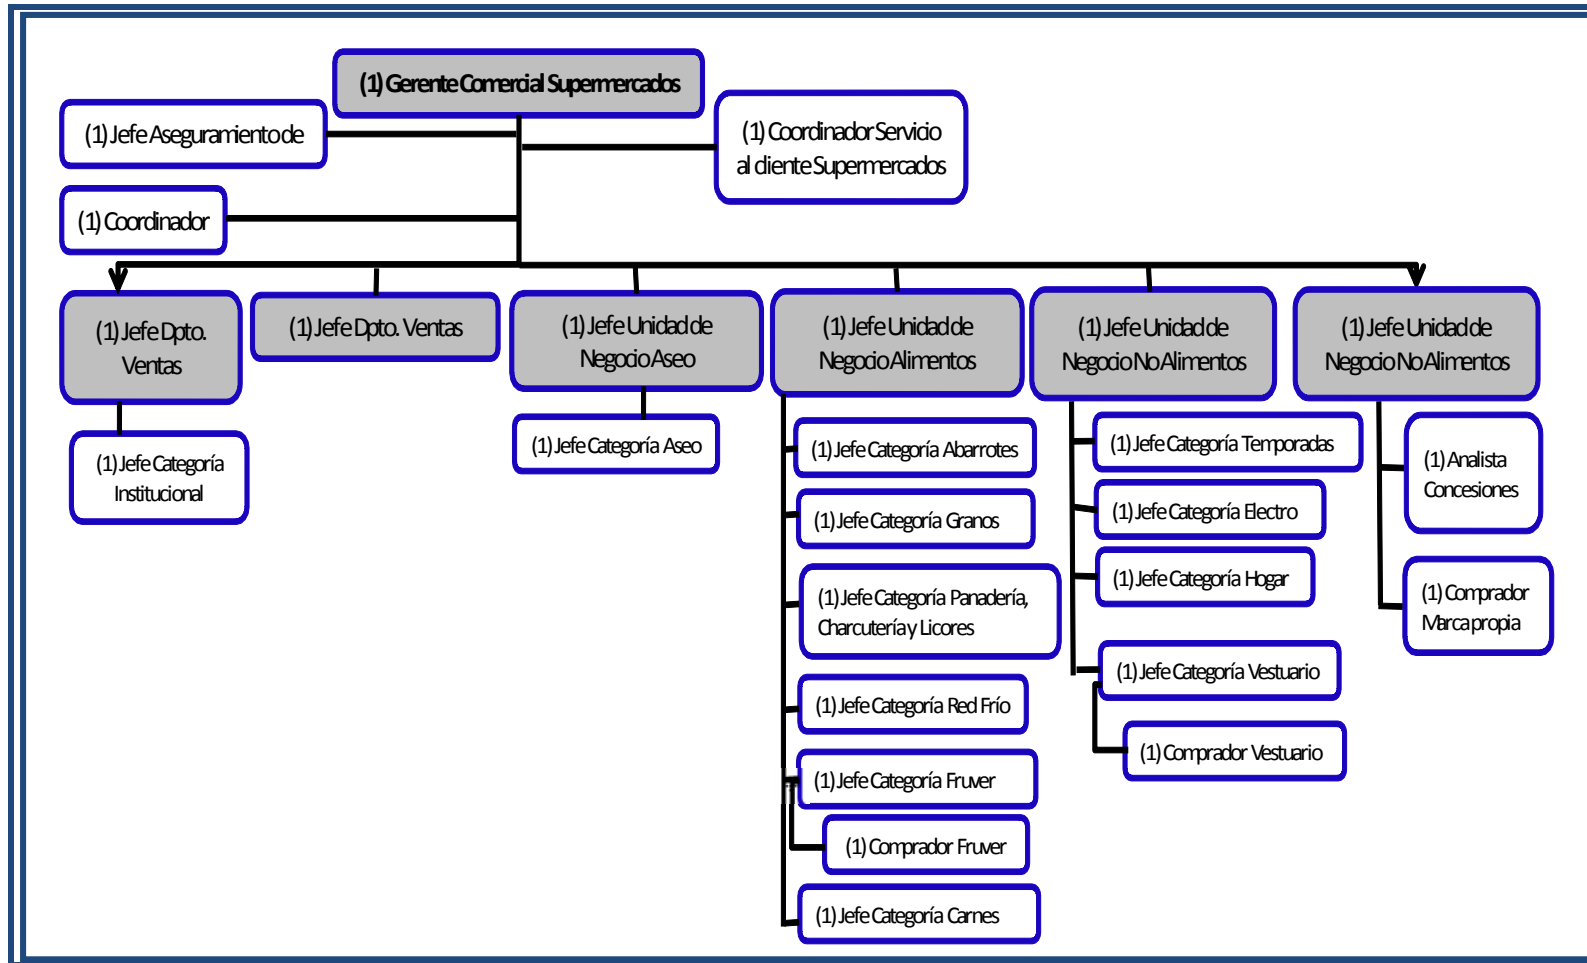 (1) Gerente Comercial Supermercados
(1) Jefe Aseguramiento de
(1) Coordinador Servicio
al cliente Supermercados
(1) Coordinador
(1) Jefe Dpto.
Ventas
(1) Jefe Dpto. Ventas
(1) Jefe Unidad de
Negocio Aseo
(1) Jefe Unidad de
Negocio Alimentos
(1) Jefe Unidad de
Negocio No Alimentos
(1) Jefe Unidad de
Negocio No Alimentos
(1) Jefe Categoría
Institucional
(1) Jefe Categoría Aseo
(1) Jefe Categoría Abarrotes
(1) Jefe Categoría Granos
(1) Jefe Categoría Panadería,
Charcutería y Licores
(1) Jefe Categoría Red Frío
(1) Jefe Categoría Fruver
(1) Comprador Fruver
(1) Jefe Categoría Carnes
(1) Jefe Categoría Temporadas
(1) Jefe Categoría Electro
(1) Jefe Categoría Hogar
(1) Jefe Categoría Vestuario
(1) Comprador Vestuario
(1) Analista
Concesiones
(1) Comprador
Marca propia